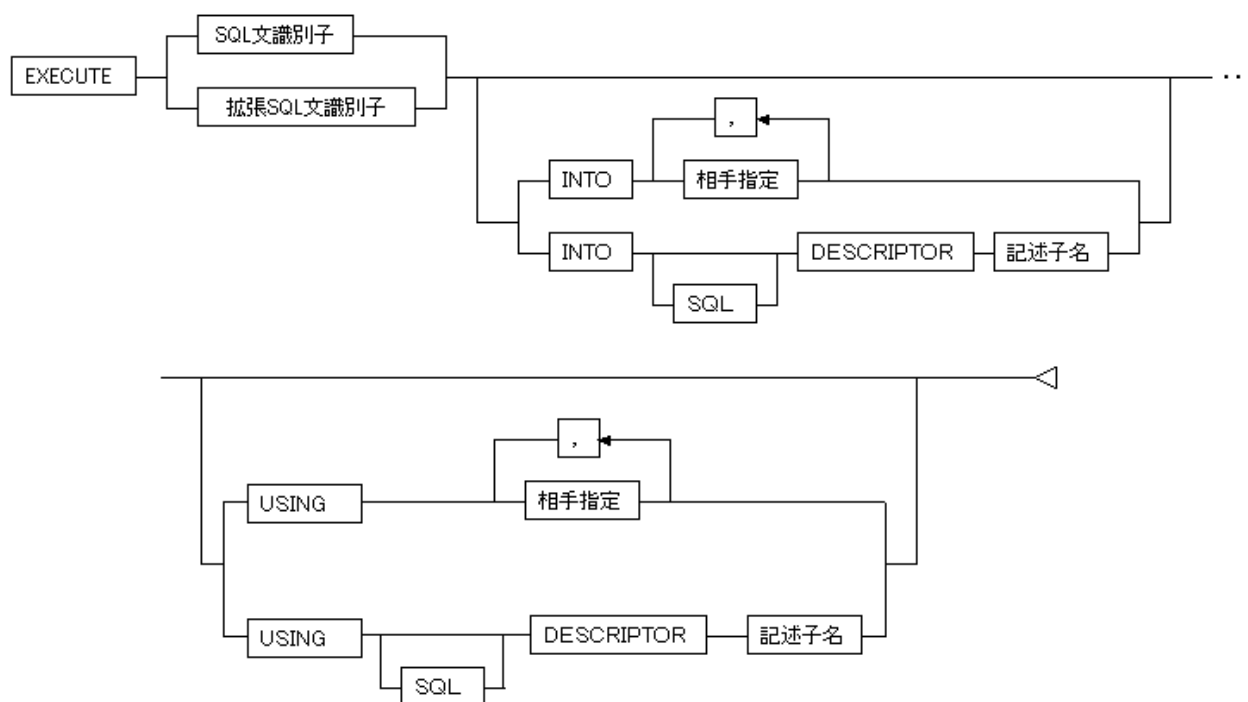 SQL文識別子
EXECUTE
拡張SQL文識別子
‥
,
INTO 相手指定
INTO DESCRIPTOR 記述子名
SQL
,
USING 相手指定
USING DESCRIPTOR 記述子名
SQL